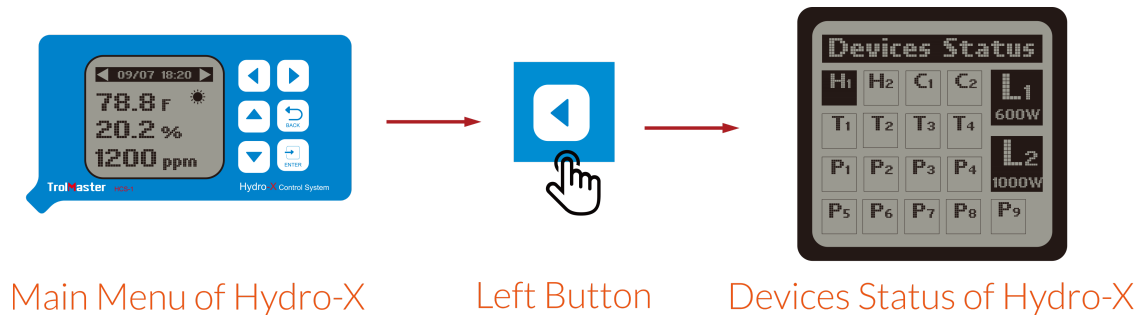 09/07 18:20
78.8 F
20.2 %
1200 ppm
BACK
ENTER
TrolMaster HCS-1
Hydro-X Control System
Devices Status
H1 H2 C1 C2 L1
600W
T1 T2 T3 T4
L2
P1 P2 P3 P4
1000W
P5 P6 P7 P8 P9
Main Menu of Hydro-X
Left Button
Devices Status of Hydro-X